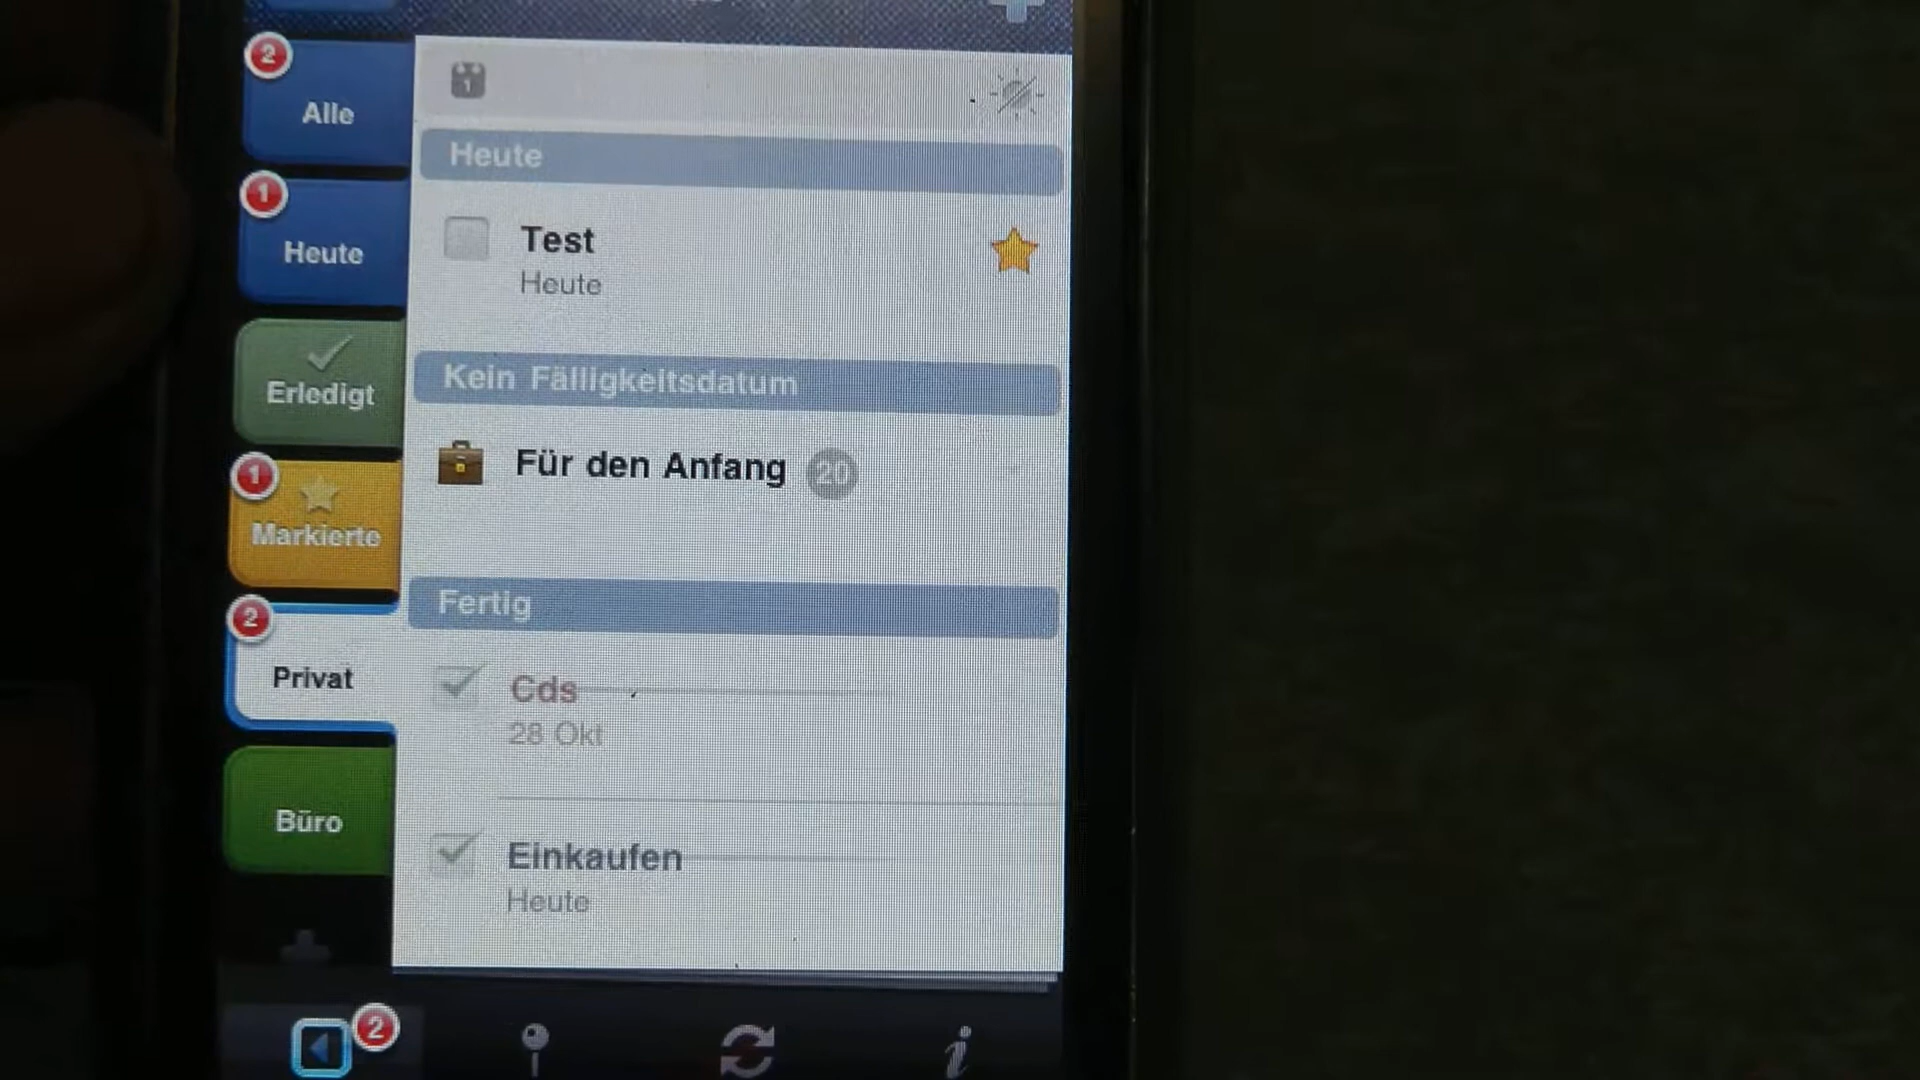 2
Alle
1
Heute
Erledigt
1
Markierte
2
Privat
Büro
1
Heute
Test
Heute
Kein Fälligkeitsdatum
Für den Anfang 20
Fertig
Cds
28 Okt
Einkaufen
Heute
2
i